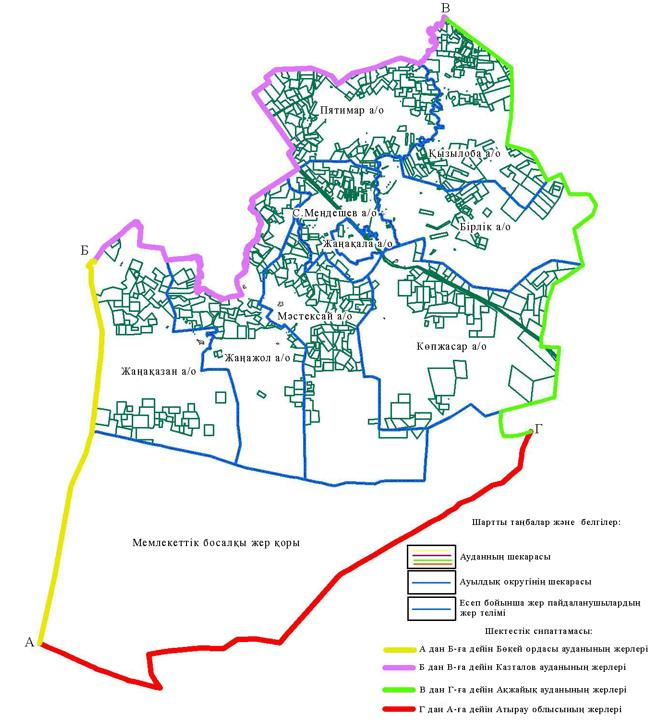 В
Пятимар а/о
Қызылоба а/о
С.Меңдешев а/о
Бірлік а/о
Жаңақала а/о
Б
Мәстексай а/о
Көпжасар а/о
Жаңажол а/о
Жаңақазан а/о
Г
Шартты таңбалар және белгілер:
Мемлекеттік босалқы жер қоры
Ауданның шекарасы
Ауылдық округінің шекарасы
Есеп бойынша жер пайдаланушылардың
жер телімі
Шектестік сипаттамасы:
А
А дан Б-ға дейін Бөкей ордасы ауданының жерлері
Б дан В-ға дейін Казталов ауданының жерлері
В дан Г-ға дейін Ақжайық ауданының жерлері
Г дан А-ға дейін Атырау облысының жерлері